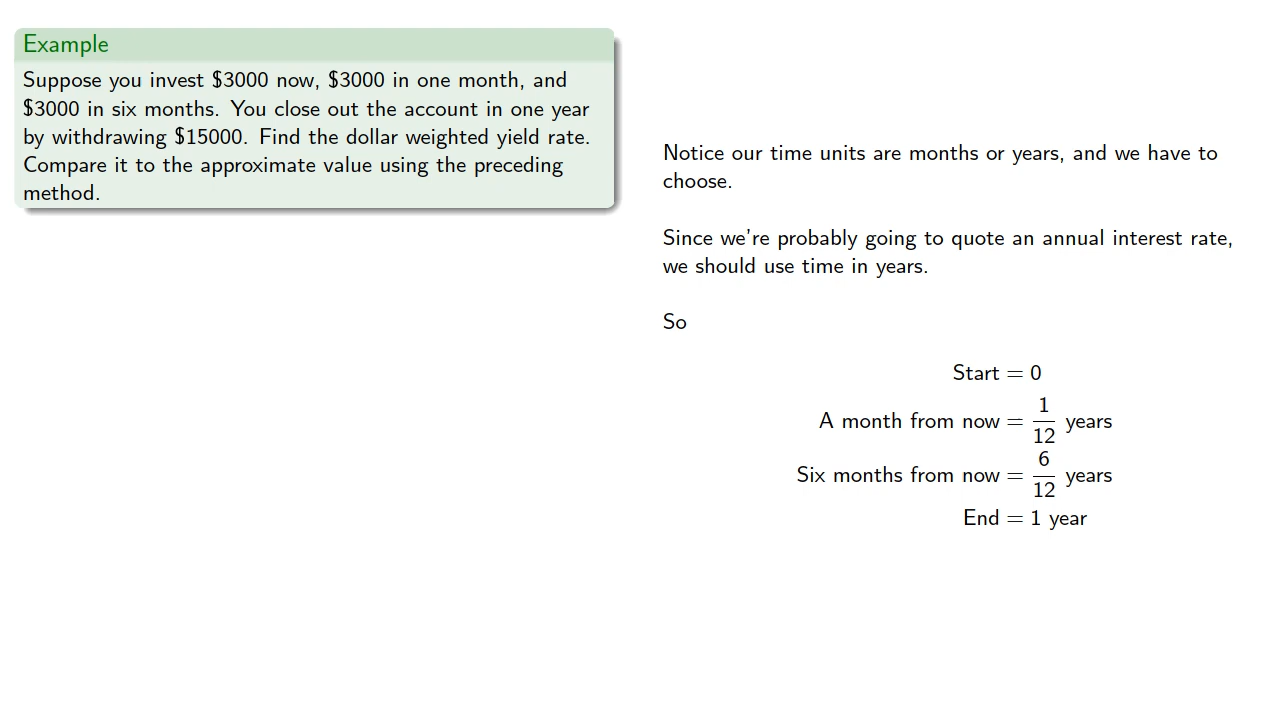 Example
Suppose you invest $3000 now, $3000 in one month, and
$3000 in six months. You close out the account in one year
by withdrawing $15000. Find the dollar weighted yield rate.
Compare it to the approximate value using the preceding
method.
Notice our time units are months or years, and we have to
choose.
Since we're probably going to quote an annual interest rate,
we should use time in years.
So
Start = 0
A month from now = 1/12 years
Six months from now = 6/12 years
End = 1 year